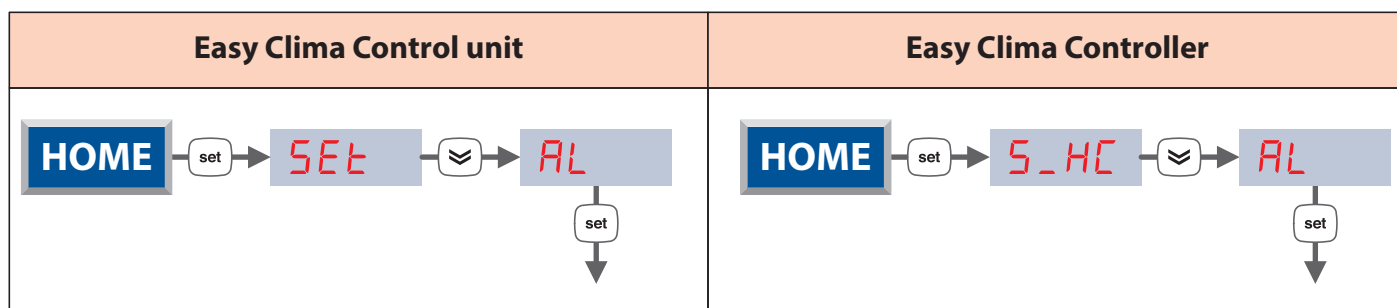 Easy Clima Control unit
Easy Clima Controller
HOME set SEt AL
set
HOME set S_HC AL
set